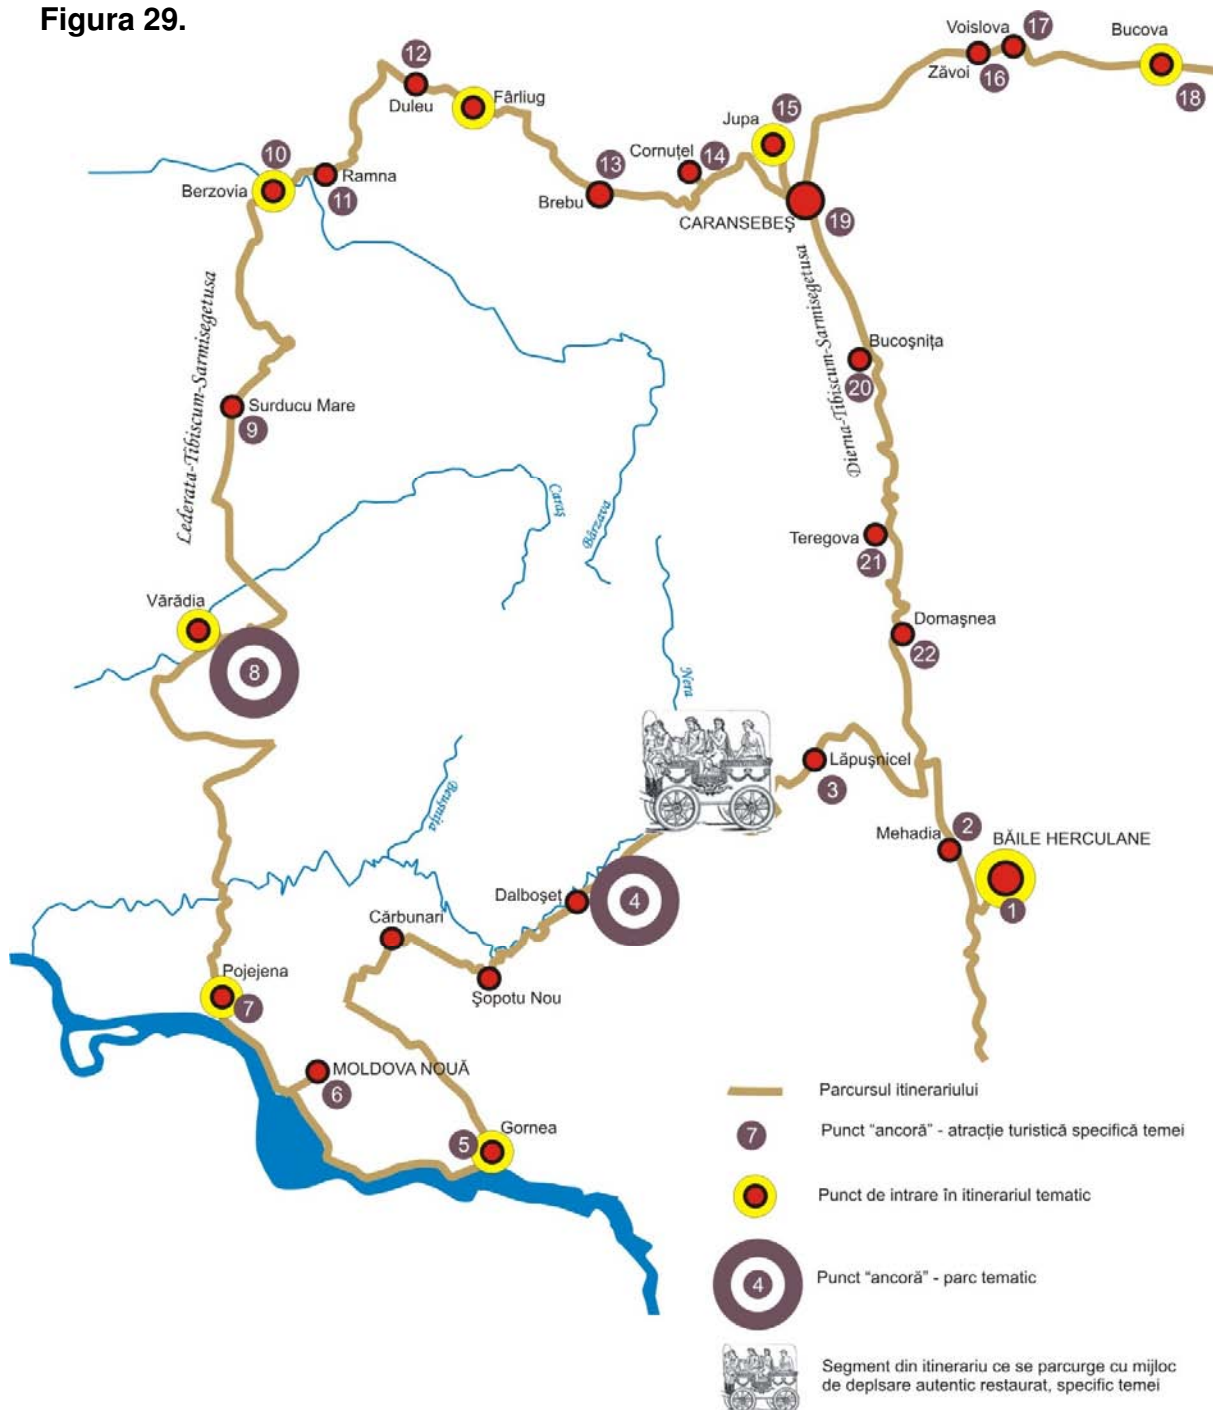 Figura 29.
Voislova
17
Bucova
12
Zăvoi
16
18
Duleu
Fârliug
15
Jupa
10
Cornuțel
14
13
Ramna
Berzovia
11
Brebu
CARANSEBEȘ
19
Lederata-Tibiscum-Sarmisegetusa
Dierna-Tibiscum-Sarmisegetusa
Bucoșnița
20
Surducu Mare
9
Caraș
Bârzava
Teregova
21
Vărădia
8
Domașnea
22
Nera
Lăpușnicel
3
Beușnița
Mehadia
2
BĂILE HERCULANE
1
Dalboșeț
4
Cărbunari
Șopotu Nou
Pojejena
7
MOLDOVA NOUĂ
6
Gornea
5
Parcursul itinerariului
7
Punct "ancoră" - atracție turistică specifică temei
Punct de intrare în itinerariul tematic
4
Punct "ancoră" - parc tematic
Segment din itinerariu ce se parcurge cu mijloc
de deplsare autentic restaurat, specific temei